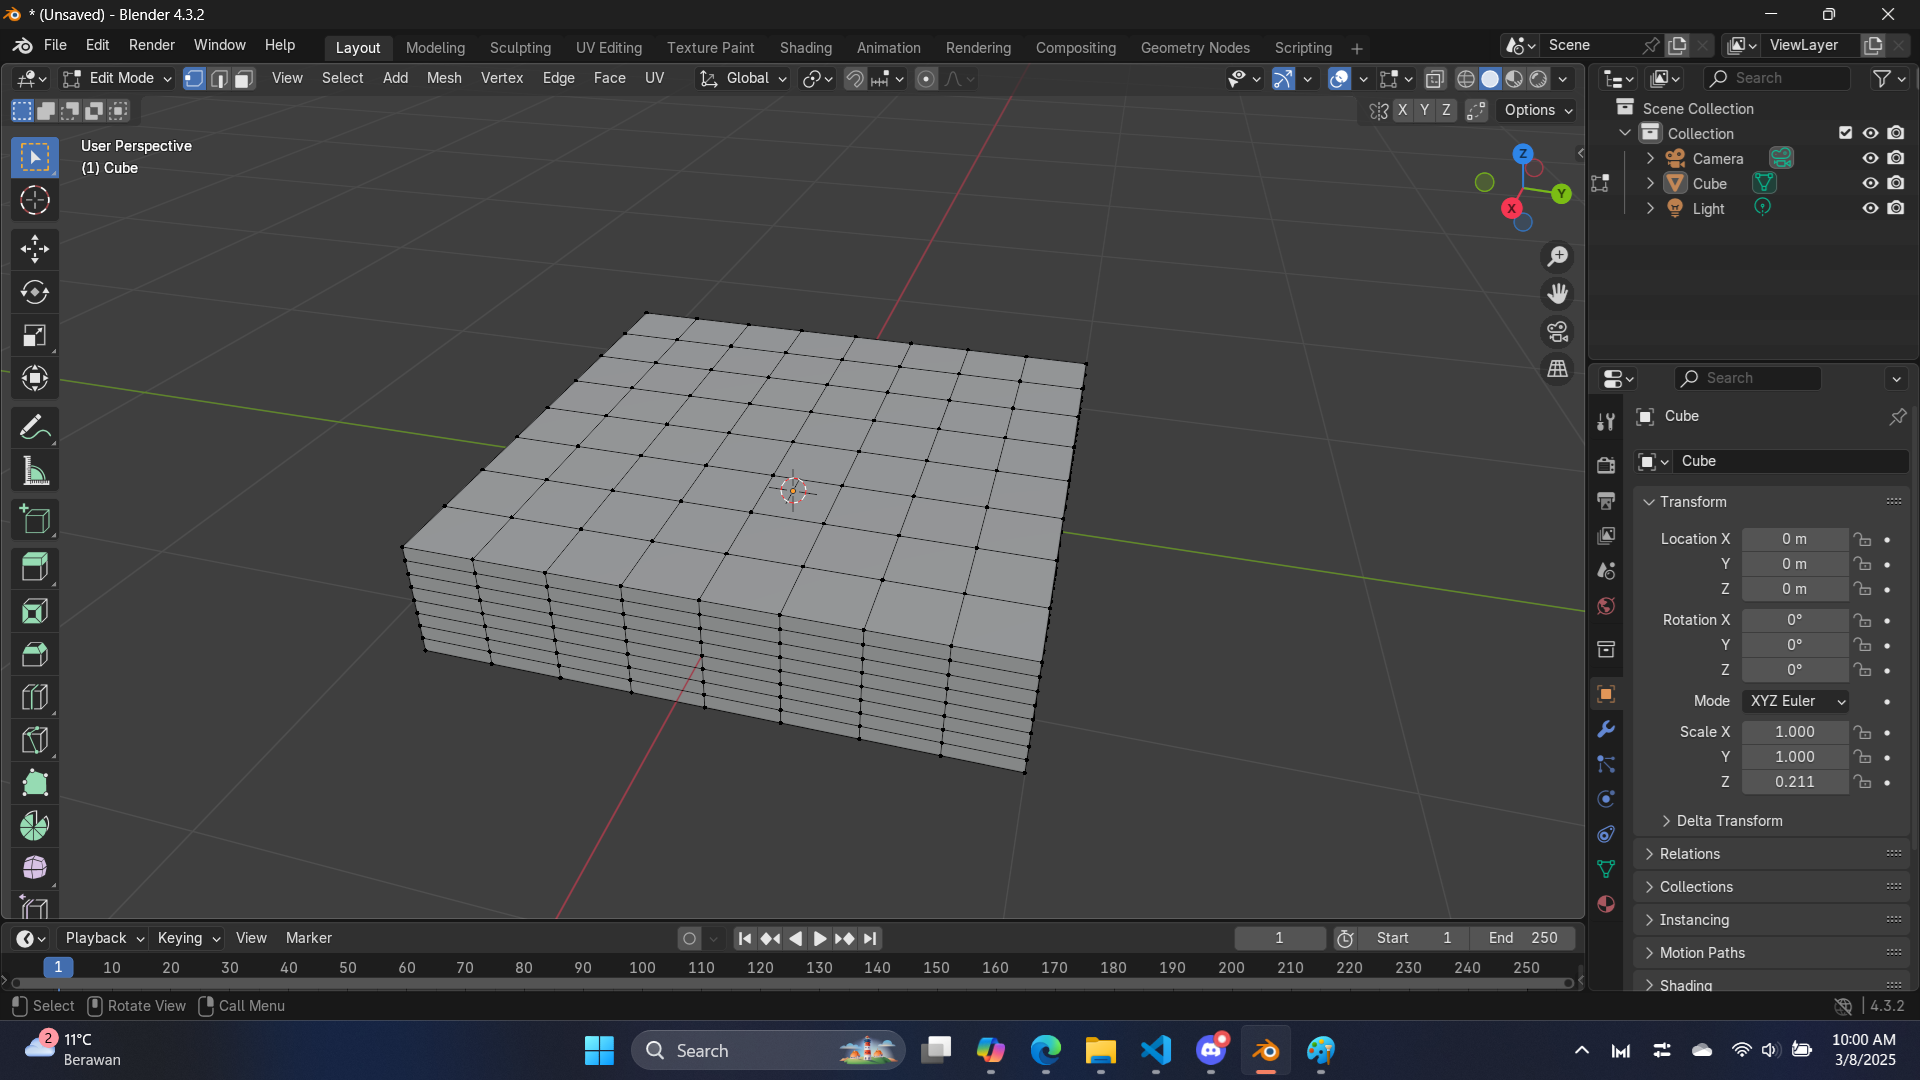 * (Unsaved) - Blender 4.3.2
File Edit Render Window Help
Layout Modeling Sculpting UV Editing Texture Paint Shading Animation Rendering Compositing Geometry Nodes Scripting +
Scene
ViewLayer
Edit Mode View Select Add Mesh Vertex Edge Face UV Global
X Y Z Options
User Perspective
(1) Cube
Z
Y
X
Search
Scene Collection
Collection
Camera
Cube
Light
Search
Cube
Cube
Transform
Location X 0 m
Y 0 m
Z 0 m
Rotation X 0°
Y 0°
Z 0°
Mode XYZ Euler
Scale X 1.000
Y 1.000
Z 0.211
Delta Transform
Relations
Collections
Instancing
Motion Paths
Shading
Playback Keying View Marker
1 Start 1 End 250
1 10 20 30 40 50 60 70 80 90 100 110 120 130 140 150 160 170 180 190 200 210 220 230 240 250
Select Rotate View Call Menu
4.3.2
2
11°C
Berawan
Search
10:00 AM
3/8/2025